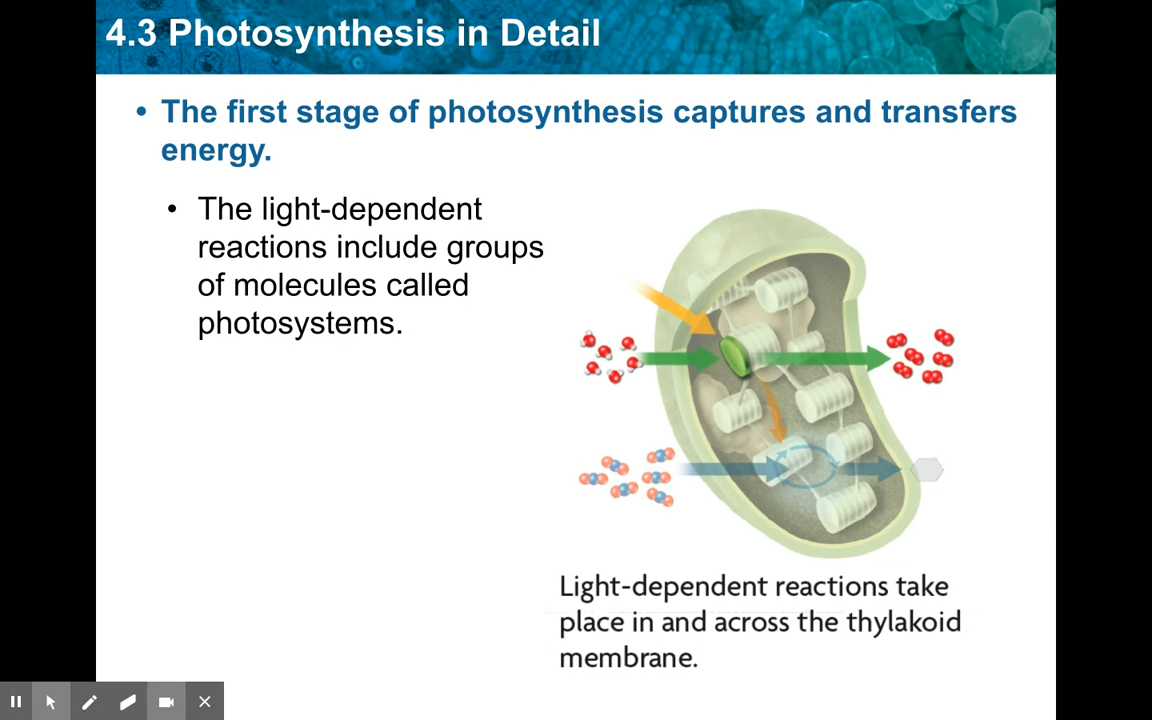 4.3 Photosynthesis in Detail
• The first stage of photosynthesis captures and transfers
energy.
• The light-dependent
reactions include groups
of molecules called
photosystems.
Light-dependent reactions take
place in and across the thylakoid
membrane.